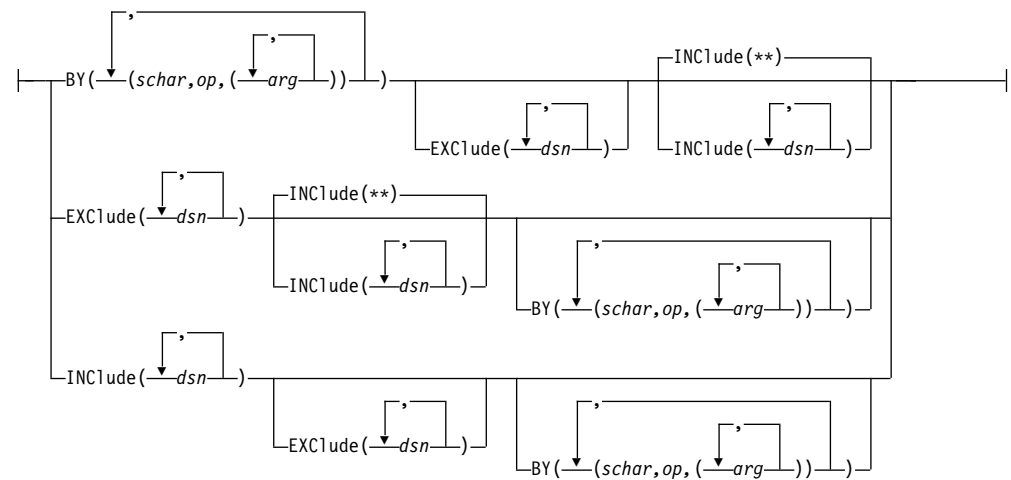 ,
,
BY( (schar,op,( arg )) ) INCLude(**)
, ,
EXClude( dsn ) INClude( dsn )
,
EXClude( dsn ) INClude(**)
, ,
INClude( dsn ) ,
BY( (schar,op,( arg )) )
,
INClude( dsn )
, ,
EXClude( dsn ) ,
BY( (schar,op,( arg )) )